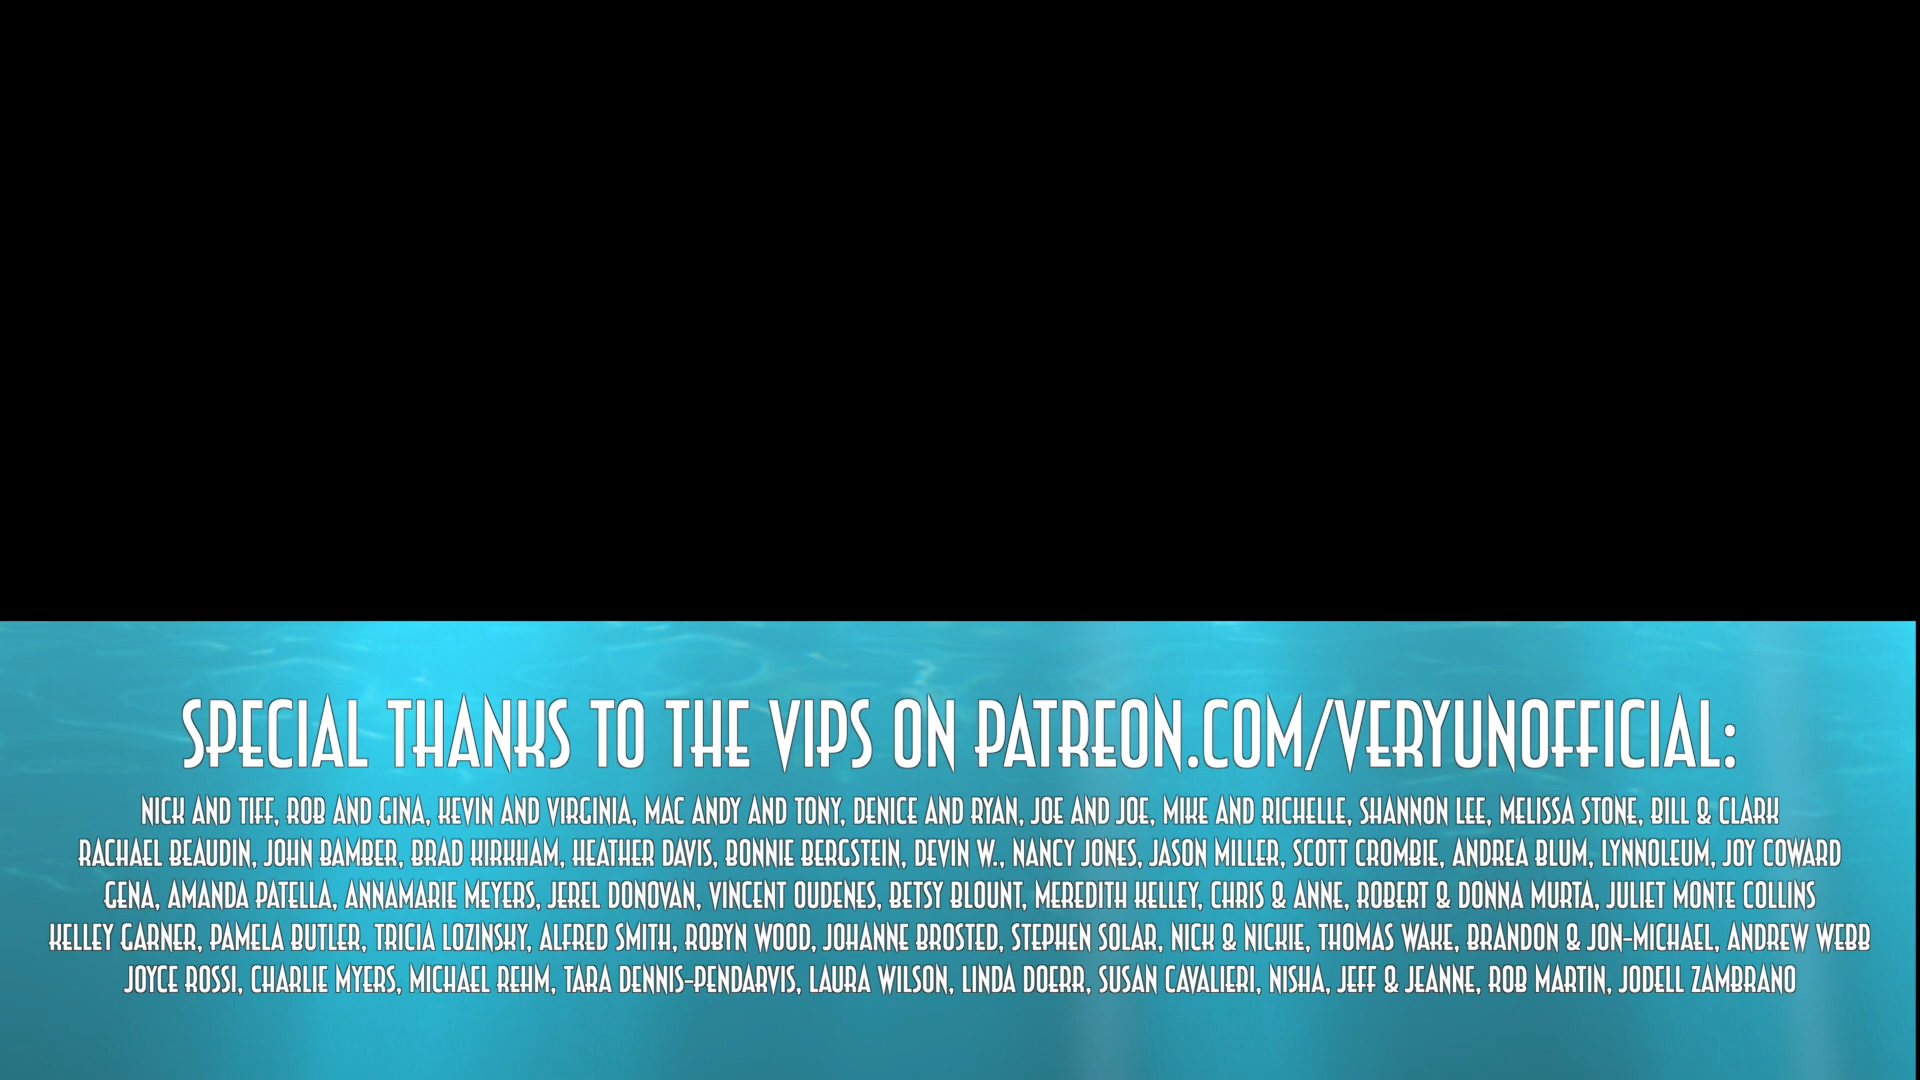 SPECIAL THANKS TO THE VIPS ON PATREON.COM/VERYUNOFFICIAL:
NICK AND TIFF, ROB AND GINA, KEVIN AND VIRGINIA, MAC ANDY AND TONY, DENICE AND RYAN, JOE AND JOE, MIKE AND RICHELLE, SHANNON LEE, MELISSA STONE, BILL & CLARK
RACHAEL BEAUDIN, JOHN BAMBER, BRAD KIRKHAM, HEATHER DAVIS, BONNIE BERGSTEIN, DEVIN W., NANCY JONES, JASON MILLER, SCOTT CROMBIE, ANDREA BLUM, LYNNOLEUM, JOY COWARD
GENA, AMANDA PATELLA, ANNAMARIE MEYERS, JEREL DONOVAN, VINCENT OUDENES, BETSY BLOUNT, MEREDITH KELLEY, CHRIS & ANNE, ROBERT & DONNA MURTA, JULIET MONTE COLLINS
KELLEY GARNER, PAMELA BUTLER, TRICIA LOZINSKY, ALFRED SMITH, ROBYN WOOD, JOHANNE BROSTED, STEPHEN SOLAR, NICK & NICKIE, THOMAS WAKE, BRANDON & JON-MICHAEL, ANDREW WEBB
JOYCE ROSSI, CHARLIE MYERS, MICHAEL REHM, TARA DENNIS-PENDARVIS, LAURA WILSON, LINDA DOERR, SUSAN CAVALIERI, NISHA, JEFF & JEANNE, ROB MARTIN, JODELL ZAMBRANO